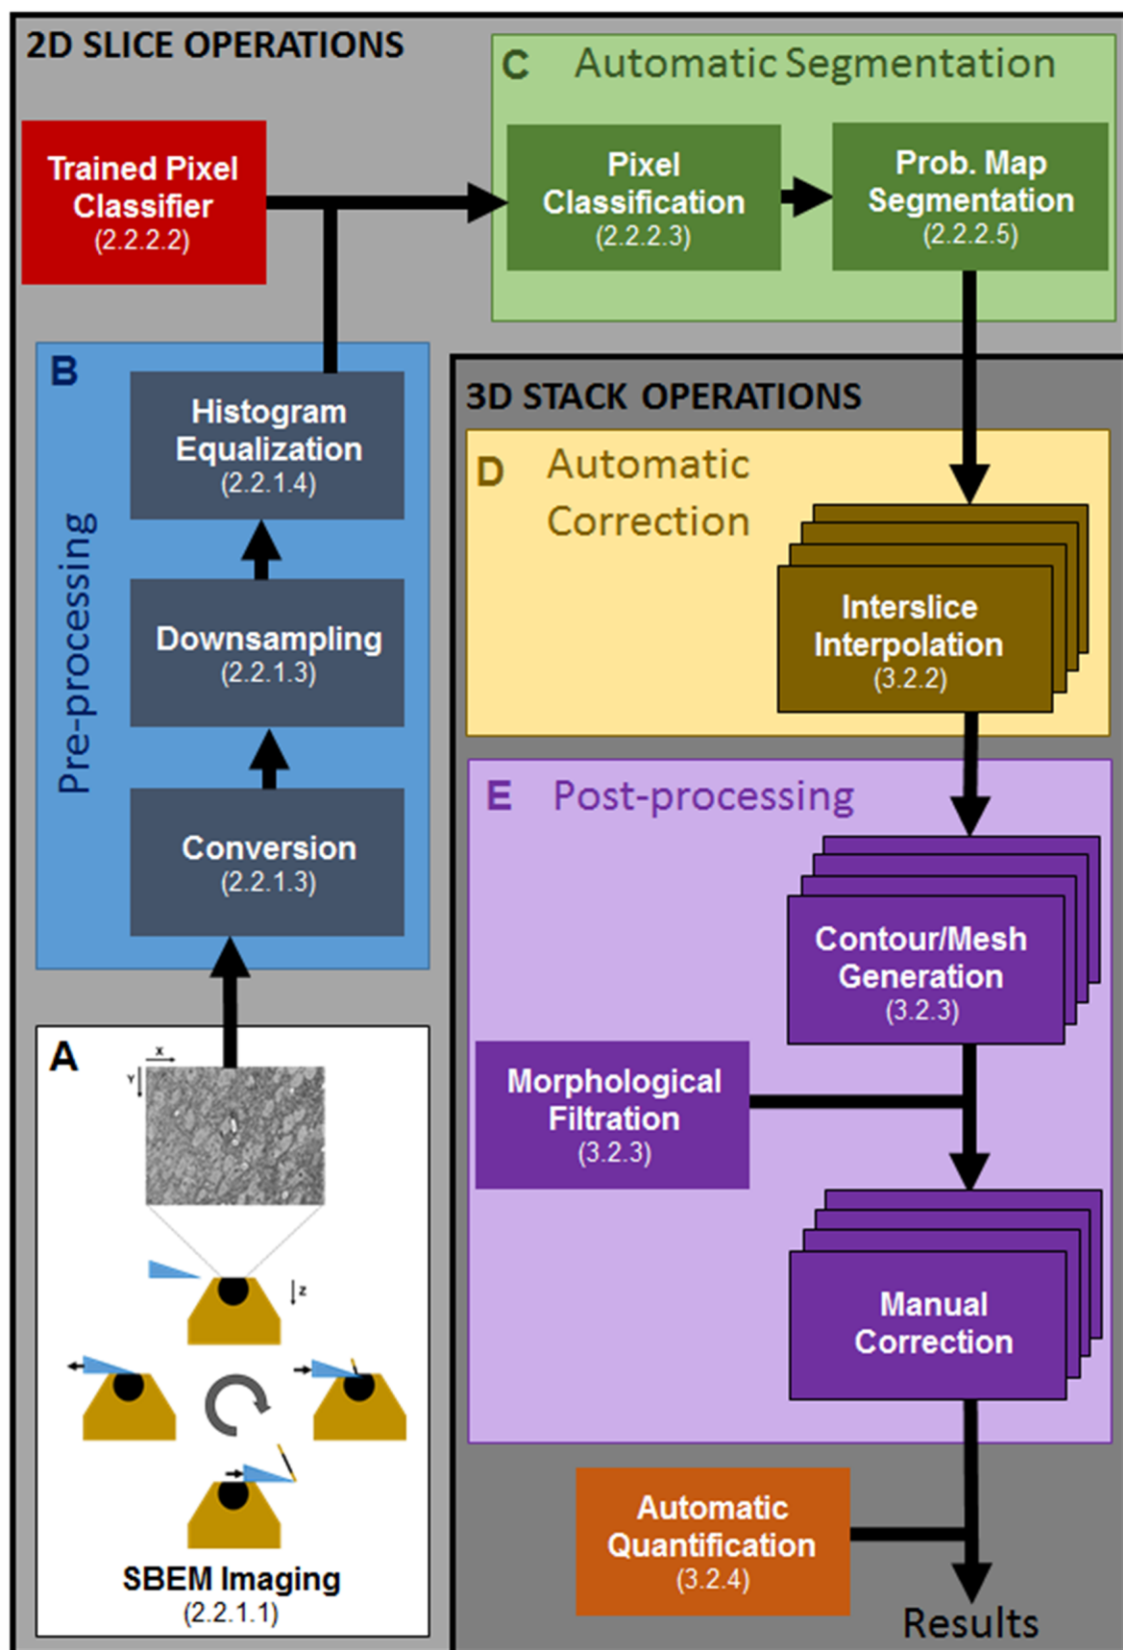 2D SLICE OPERATIONS
C Automatic Segmentation
Trained Pixel
Classifier
(2.2.2.2)
Pixel
Classification
(2.2.2.3)
Prob. Map
Segmentation
(2.2.2.5)
B
Pre-processing
Histogram
Equalization
(2.2.1.4)
Downsampling
(2.2.1.3)
Conversion
(2.2.1.3)
A
X
Y
Z
SBEM Imaging
(2.2.1.1)
3D STACK OPERATIONS
D Automatic
Correction
Interslice
Interpolation
(3.2.2)
E Post-processing
Contour/Mesh
Generation
(3.2.3)
Morphological
Filtration
(3.2.3)
Manual
Correction
Automatic
Quantification
(3.2.4)
Results